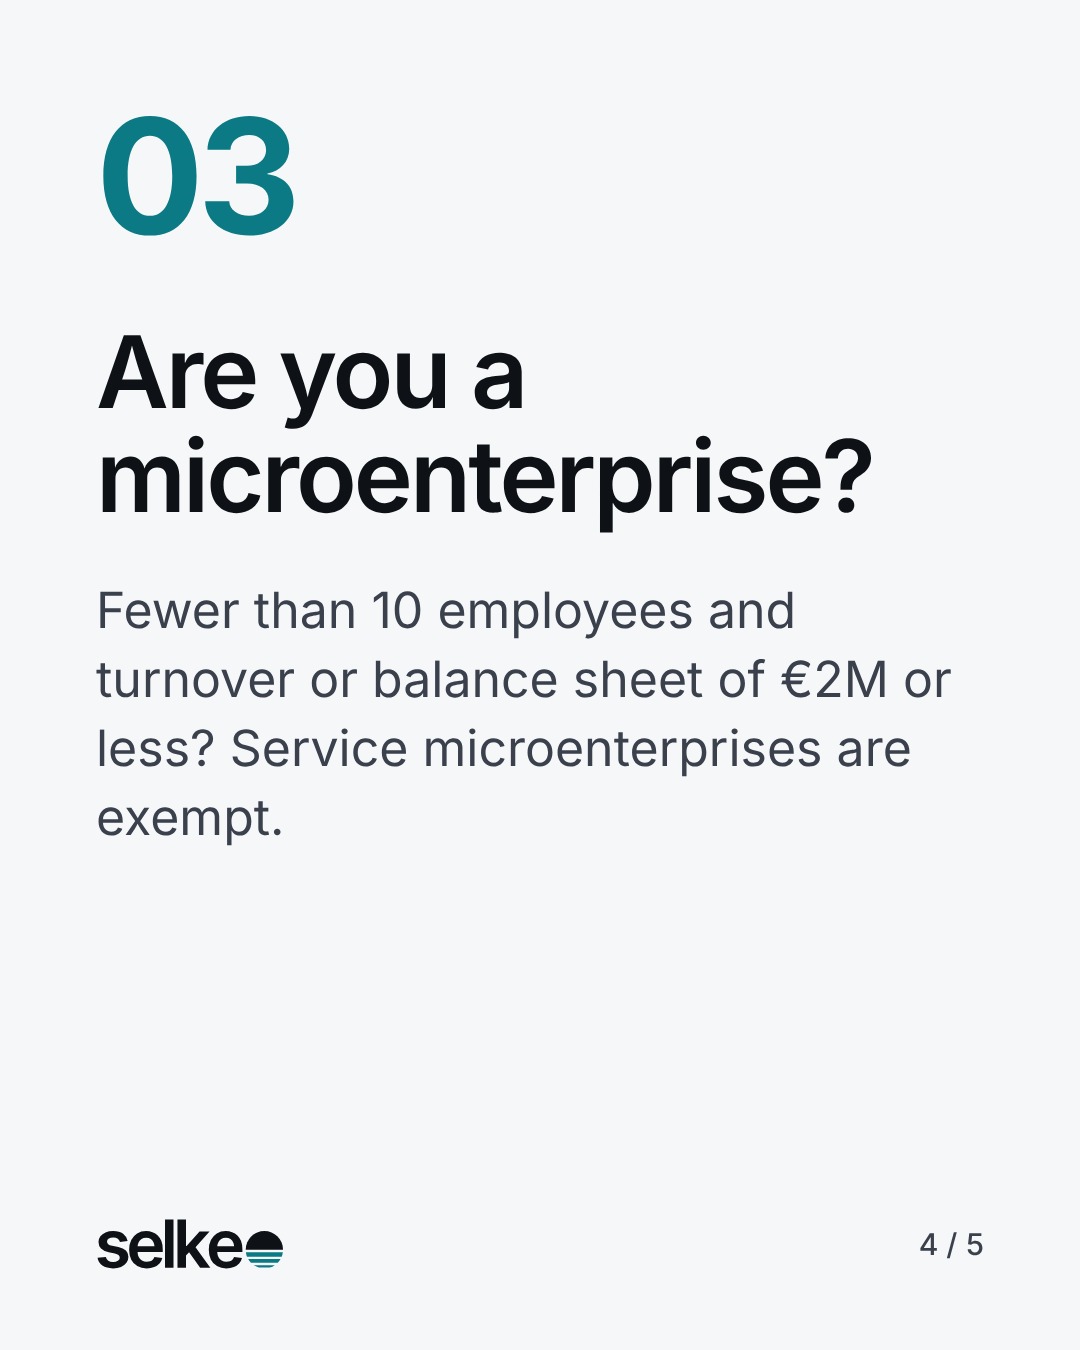 03
Are you a
microenterprise?
Fewer than 10 employees and
turnover or balance sheet of €2M or
less? Service microenterprises are
exempt.
selkeo
4 / 5